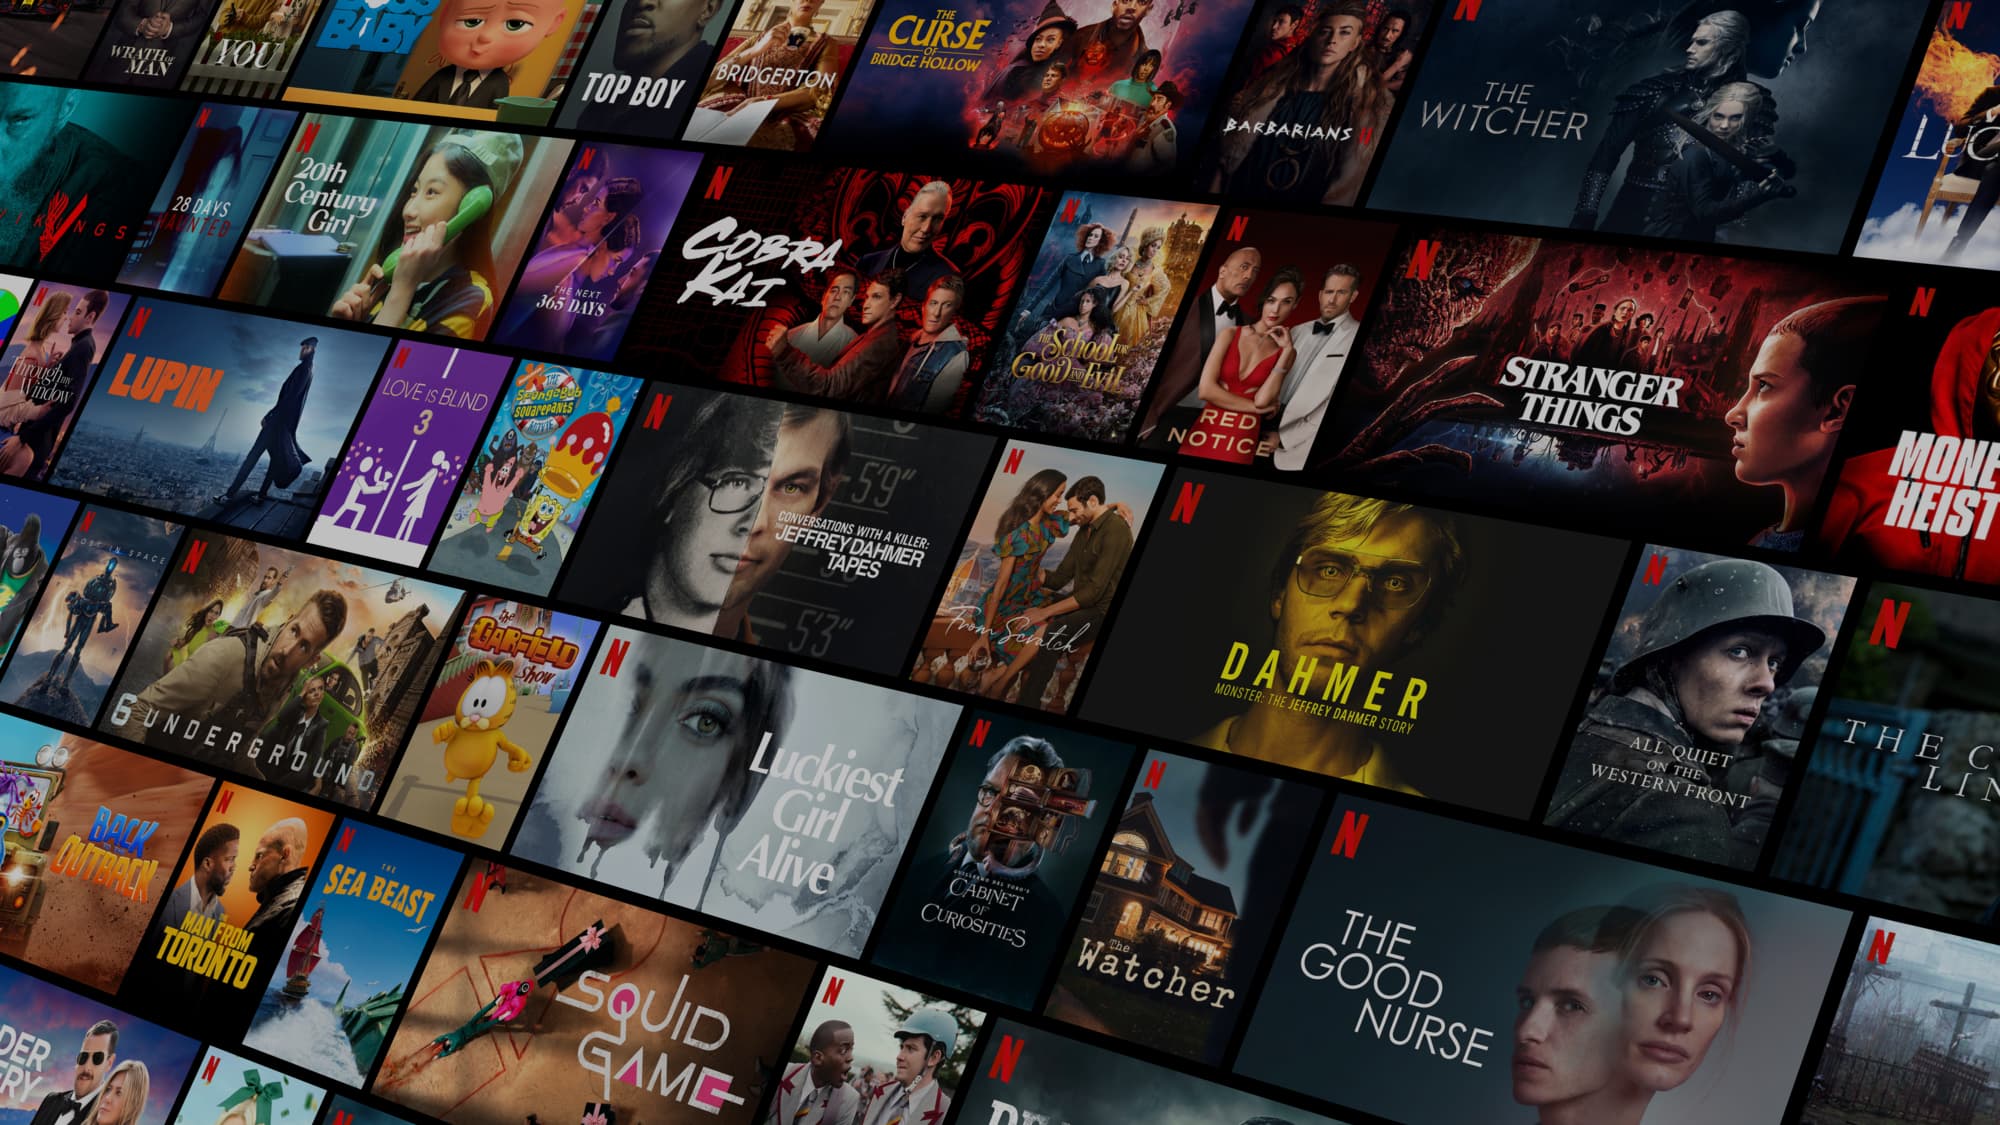 WRATH OF
MAN
YOU
BOSS
BABY
TOP BOY
BRIDGERTON
THE
CURSE
OF
BRIDGE HOLLOW
BARBARIANS II
THE
WITCHER
VIKINGS
28 DAYS
HAUNTED
20th
Century
Girl
THE NEXT
365 DAYS
COBRA
KAI
THE School FOR
GOOD AND EVIL
RED
NOTICE
STRANGER
THINGS
Through my
Window
LUPIN
LOVE IS BLIND
3
THE
SpongeBob
SQUAREPANTS
MOVIE
5'9"
5'3"
CONVERSATIONS WITH A KILLER:
THE JEFFREY DAHMER
TAPES
From Scratch
DAHMER
MONSTER: THE JEFFREY DAHMER STORY
ALL QUIET
ON THE
WESTERN FRONT
MONE
HEIST
LOST IN SPACE
6 UNDERGROUND
the
GARFIELD
Show
Luckiest
Girl
Alive
GUILLERMO DEL TORO'S
CABINET
OF
CURIOSITIES
The
Watcher
THE
GOOD
NURSE
THE C
LIN
BACK
TO THE
OUTBACK
THE
MAN FROM
TORONTO
THE
SEA BEAST
SQUID
GAME
DER
RY